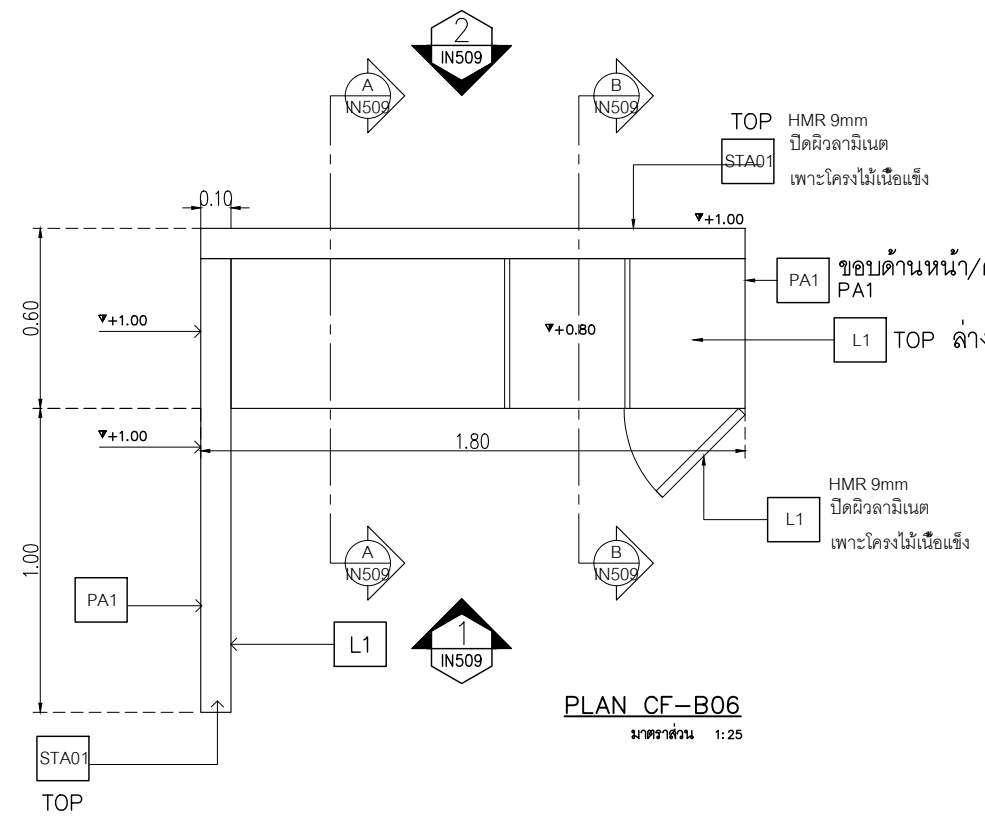 2
IN509
A
IN509
B
IN509
TOP
STA01
HMR 9mm
ปิดผิวลามิเนต
เพาะโครงไม้เนื้อแข็ง
0.10
+1.00
PA1
ขอบด้านหน้า/
PA1
0.60
+1.00
+0.80
L1
TOP ล่าง
+1.00
1.80
HMR 9mm
ปิดผิวลามิเนต
เพาะโครงไม้เนื้อแข็ง
L1
1.00
A
IN509
B
IN509
PA1
L1
1
IN509
PLAN CF-B06
มาตราส่วน 1:25
STA01
TOP